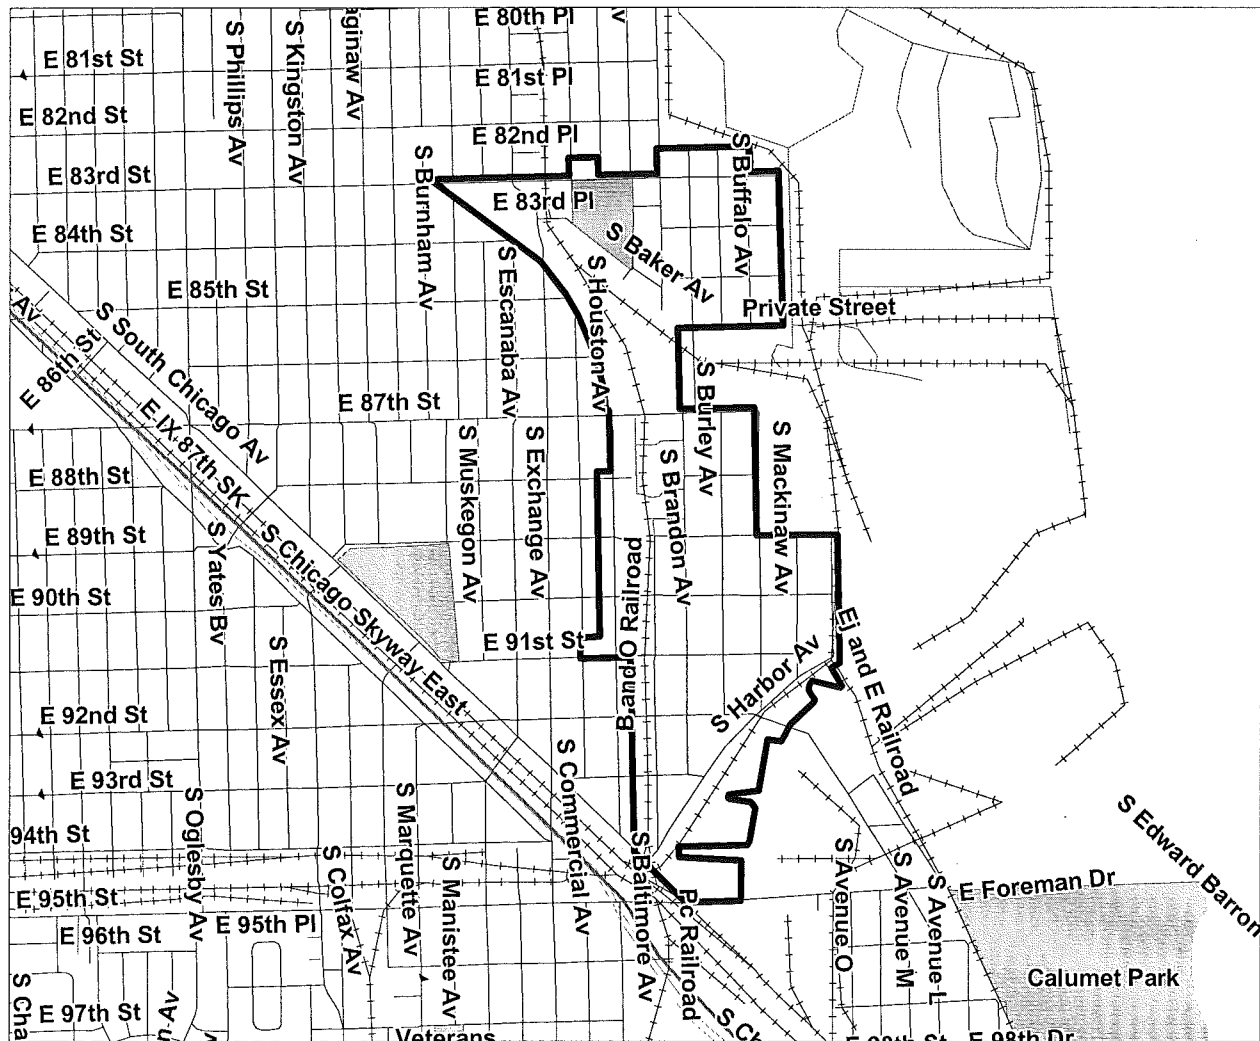 E 80th Pl
E 81st St
E 81st Pl
E 82nd St
E 82nd Pl
E 83rd St
E 83rd Pl
E 84th St
E 85th St
E 86th St
E 87th St
E 88th St
E 89th St
E 90th St
E 91st St
E 92nd St
E 93rd St
94th St
E 95th St
E 95th Pl
E 96th St
E 97th St
E 98th Dr
S Phillips Av
S Kingston Av
aginaw Av
Av
S Burnham Av
S Escanaba Av
S Houston Av
S Baker Av
S Buffalo Av
Private Street
S South Chicago Av
E IX 87th SK
S Chicago Skyway East
S Muskegon Av
S Exchange Av
S Brandon Av
S Burley Av
S Mackinaw Av
B and O Railroad
Ej and E Railroad
S Harbor Av
S Yates Bv
S Essex Av
S Oglesby Av
S Colfax Av
S Marquette Av
S Manistee Av
S Commercial Av
S Baltimore Av
Pc Railroad
S Avenue O
S Avenue M
S Avenue L
E Foreman Dr
S Edward Barron
Calumet Park
S Cha
Veterans